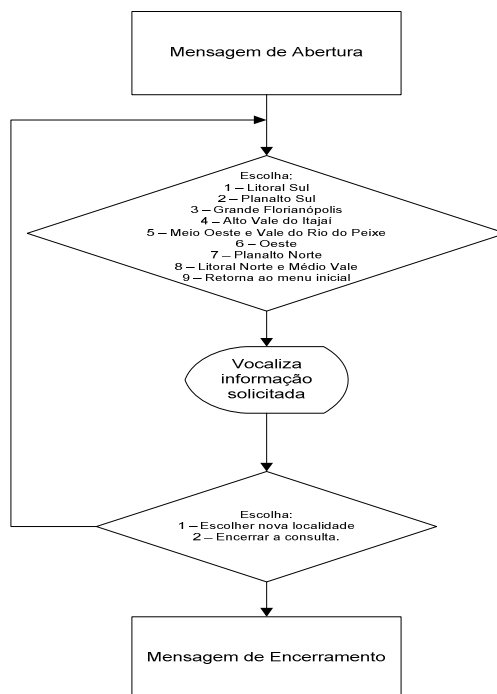 Mensagem de Abertura
Escolha;
1 – Litoral Sul
2 – Planalto Sul
3 – Grande Florianópolis
4 – Alto Vale do Itajaí
5 – Meio Oeste e Vale do Rio do Peixe
6 – Oeste
7 – Planalto Norte
8 – Litoral Norte e Médio Vale
9 – Retorna ao menu inicial
Vocaliza
informação
solicitada
Escolha:
1 – Escolher nova localidade
2 – Encerrar a consulta.
Mensagem de Encerramento